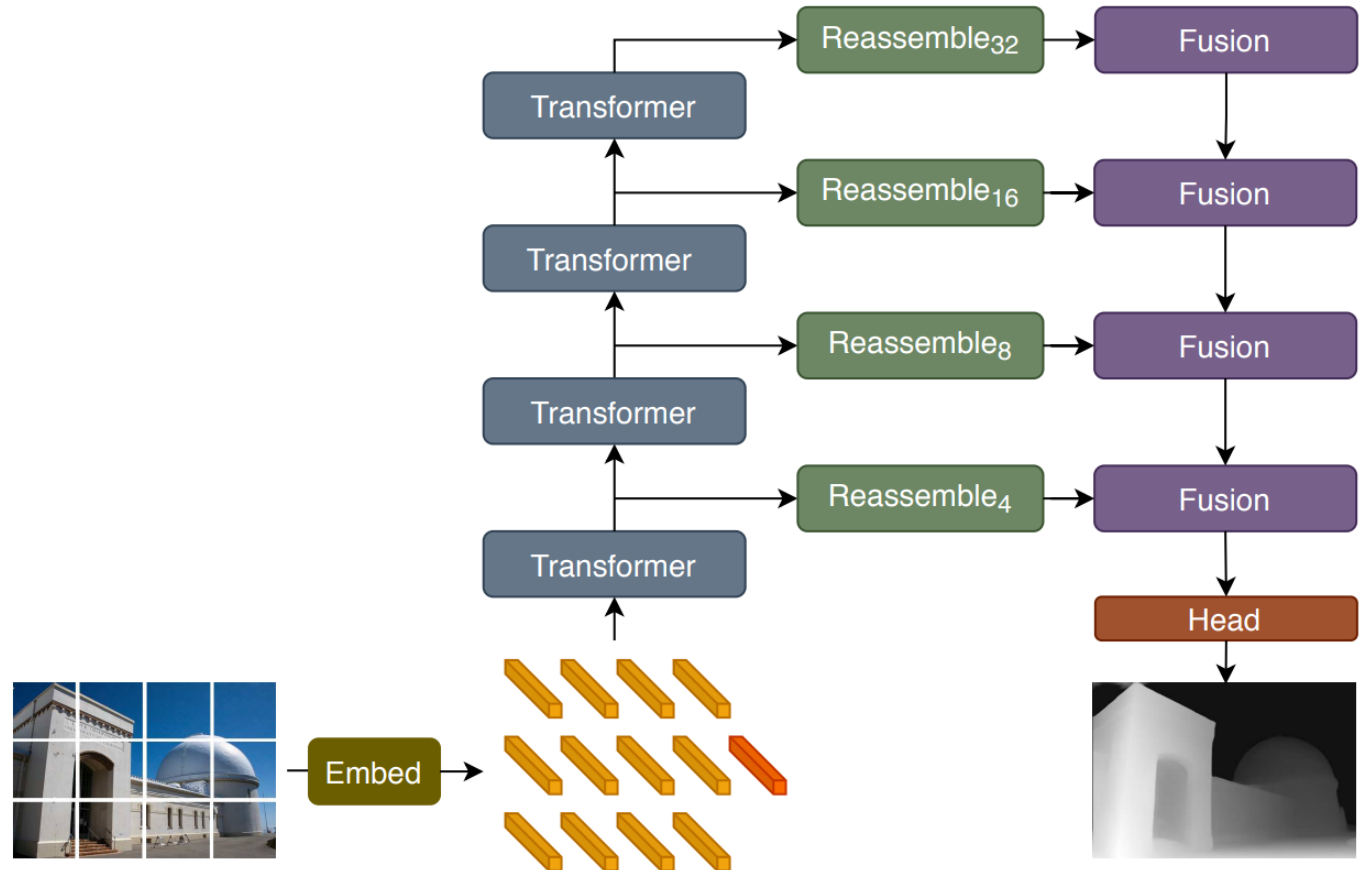 Reassemble32
Fusion
Transformer
Reassemble16
Fusion
Transformer
Reassemble8
Fusion
Transformer
Reassemble4
Fusion
Transformer
Head
Embed